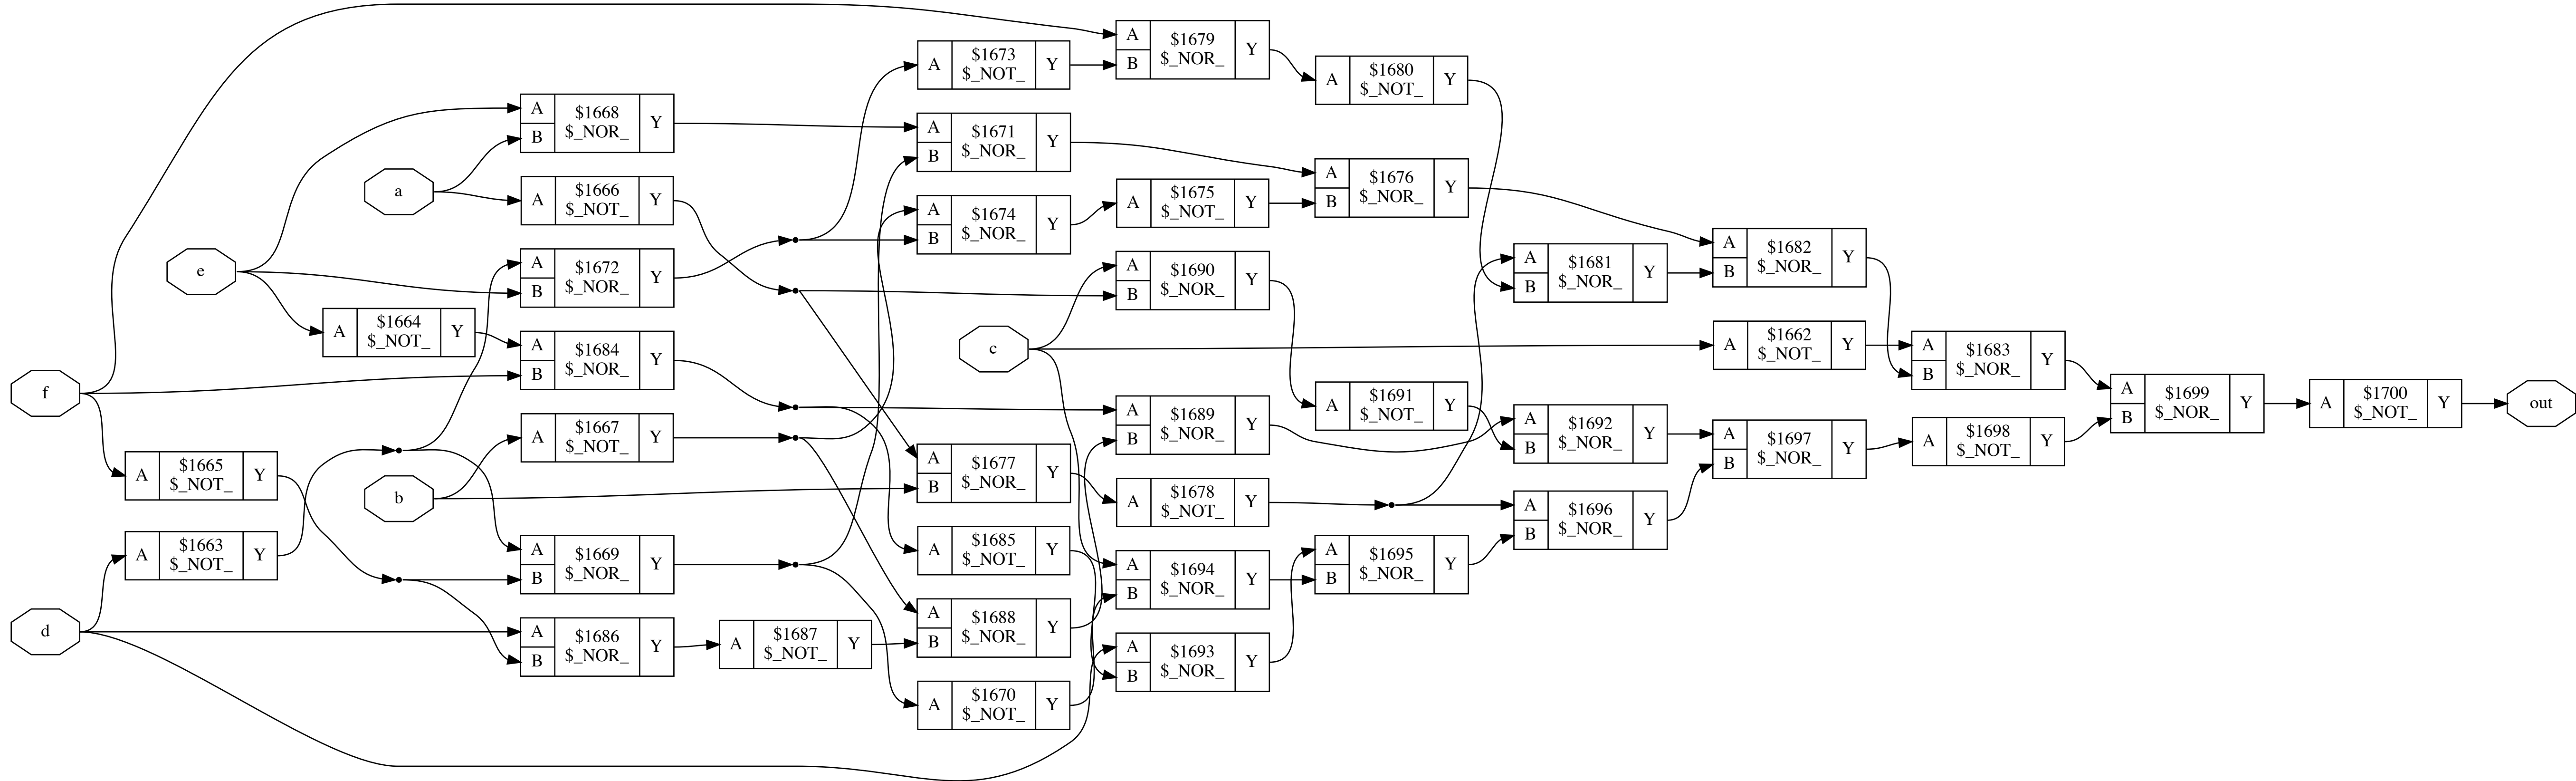 A
B
$1679
$_NOR_
Y
A
$1673
$_NOT_
Y
A
$1680
$_NOT_
Y
A
B
$1668
$_NOR_
Y
A
B
$1671
$_NOR_
Y
A
B
$1676
$_NOR_
Y
a
A
$1666
$_NOT_
Y
A
B
$1674
$_NOR_
Y
A
$1675
$_NOT_
Y
e
A
B
$1672
$_NOR_
Y
A
B
$1690
$_NOR_
Y
A
B
$1681
$_NOR_
Y
A
B
$1682
$_NOR_
Y
A
$1664
$_NOT_
Y
A
B
$1684
$_NOR_
Y
c
A
$1662
$_NOT_
Y
A
B
$1683
$_NOR_
Y
f
A
$1667
$_NOT_
Y
A
B
$1689
$_NOR_
Y
A
$1691
$_NOT_
Y
A
B
$1692
$_NOR_
Y
A
B
$1697
$_NOR_
Y
A
$1698
$_NOT_
Y
A
B
$1699
$_NOR_
Y
A
$1700
$_NOT_
Y
out
A
$1665
$_NOT_
Y
b
A
B
$1677
$_NOR_
Y
A
$1678
$_NOT_
Y
A
B
$1696
$_NOR_
Y
A
$1663
$_NOT_
Y
A
B
$1669
$_NOR_
Y
A
$1685
$_NOT_
Y
A
B
$1694
$_NOR_
Y
A
B
$1695
$_NOR_
Y
d
A
B
$1686
$_NOR_
Y
A
$1687
$_NOT_
Y
A
B
$1688
$_NOR_
Y
A
B
$1693
$_NOR_
Y
A
$1670
$_NOT_
Y